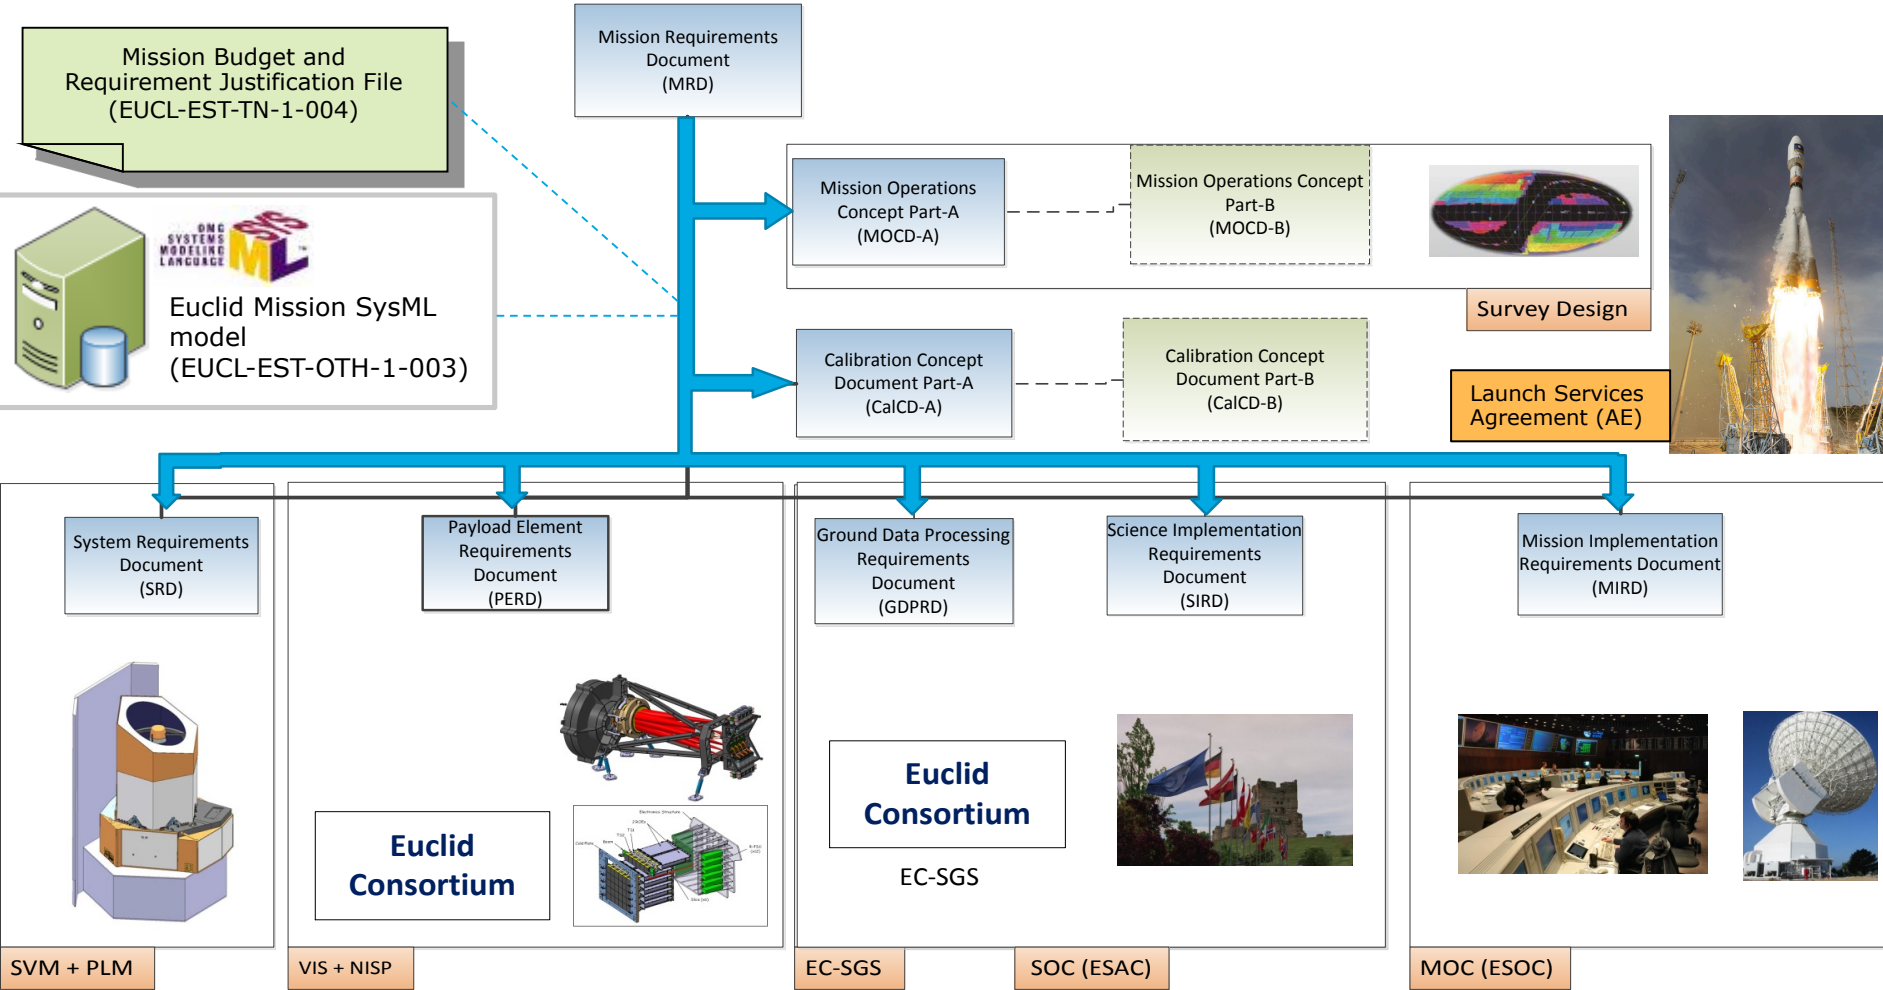 Mission Requirements
Document
(MRD)
Mission Budget and
Requirement Justification File
(EUCL-EST-TN-1-004)
OMG
SYSTEMS
MODELING
LANGUAGE
SYS
ML
TM
Euclid Mission SysML
model
(EUCL-EST-OTH-1-003)
Mission Operations
Concept Part-A
(MOCD-A)
Mission Operations Concept
Part-B
(MOCD-B)
Survey Design
Calibration Concept
Document Part-A
(CalCD-A)
Calibration Concept
Document Part-B
(CalCD-B)
Launch Services
Agreement (AE)
System Requirements
Document
(SRD)
Payload Element
Requirements
Document
(PERD)
Ground Data Processing
Requirements
Document
(GDPRD)
Science Implementation
Requirements
Document
(SIRD)
Mission Implementation
Requirements Document
(MIRD)
Euclid
Consortium
Electronics Structure
Euclid
Consortium
EC-SGS
SVM + PLM
VIS + NISP
EC-SGS
SOC (ESAC)
MOC (ESOC)